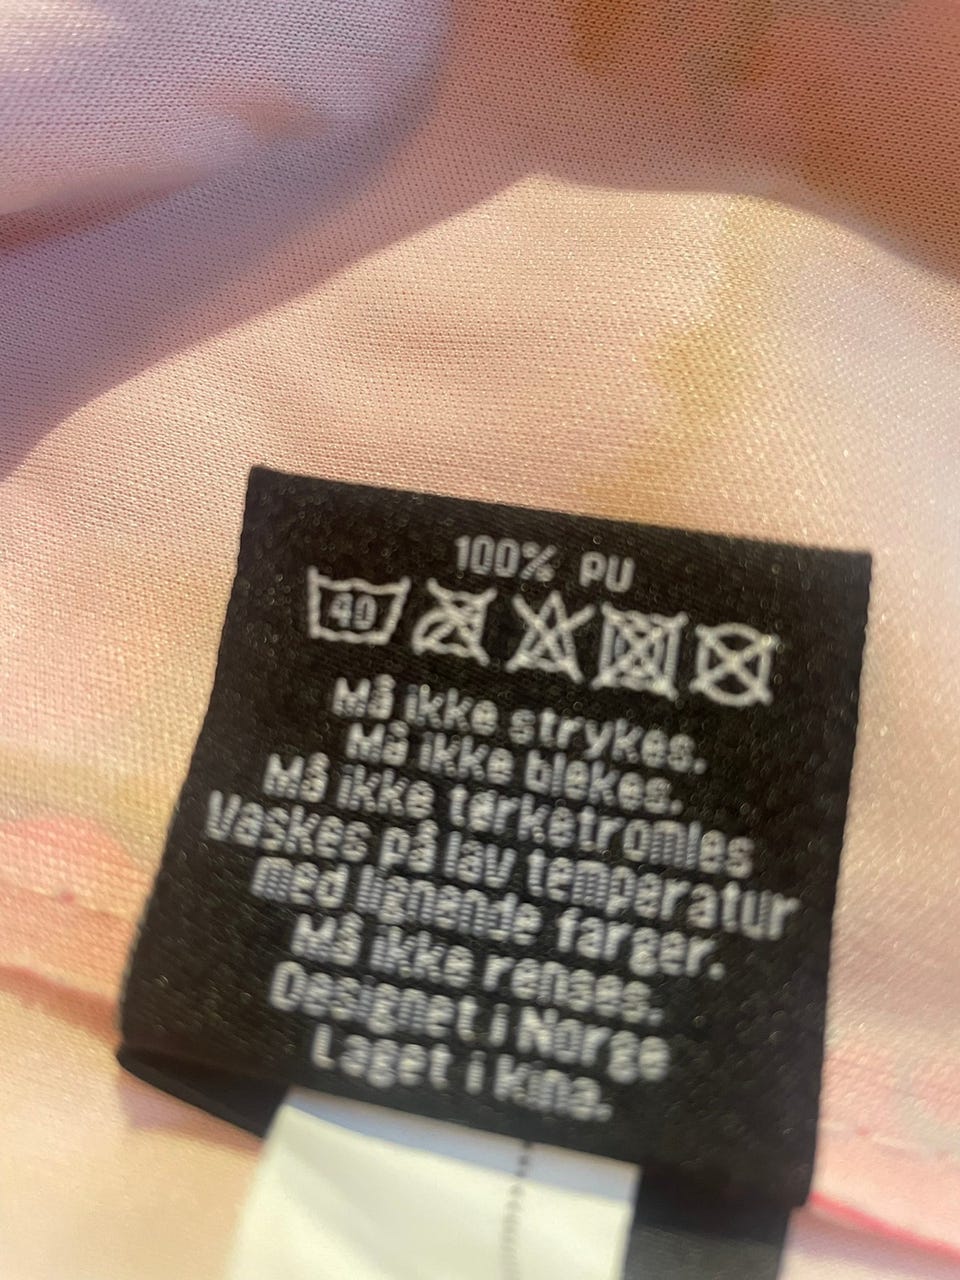 100% PU
40
Må ikke strykes.
Må ikke blekes.
Må ikke tørketromles
Vaskes på lav temperatur
med lignende farger.
Må ikke renses.
Designet i Norge
Laget i Kina.